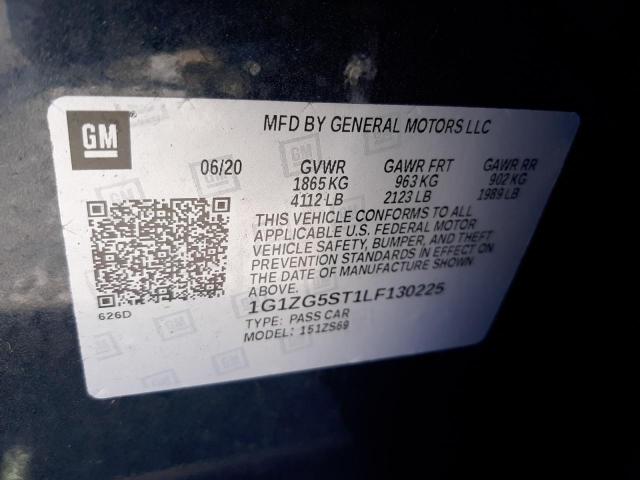 GM
MFD BY GENERAL MOTORS LLC
06/20 GVWR GAWR FRT GAWR RR
1865 KG 963 KG 902 KG
4112 LB 2123 LB 1989 LB
THIS VEHICLE CONFORMS TO ALL
APPLICABLE U.S. FEDERAL MOTOR
VEHICLE SAFETY, BUMPER, AND THEFT
PREVENTION STANDARDS IN EFFECT ON
THE DATE OF MANUFACTURE SHOWN
ABOVE.
626D
1G1ZG5ST1LF130225
TYPE: PASS CAR
MODEL: 151ZS69